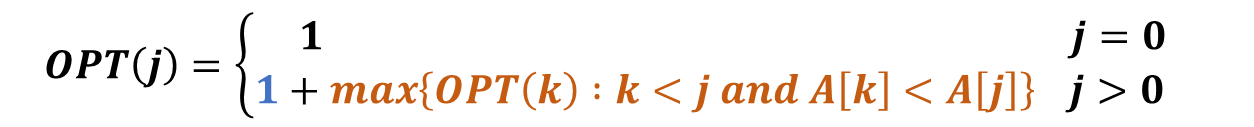 1 j = 0
OPT(j) = {
1 + max{OPT(k) : k < j and A[k] < A[j]} j > 0